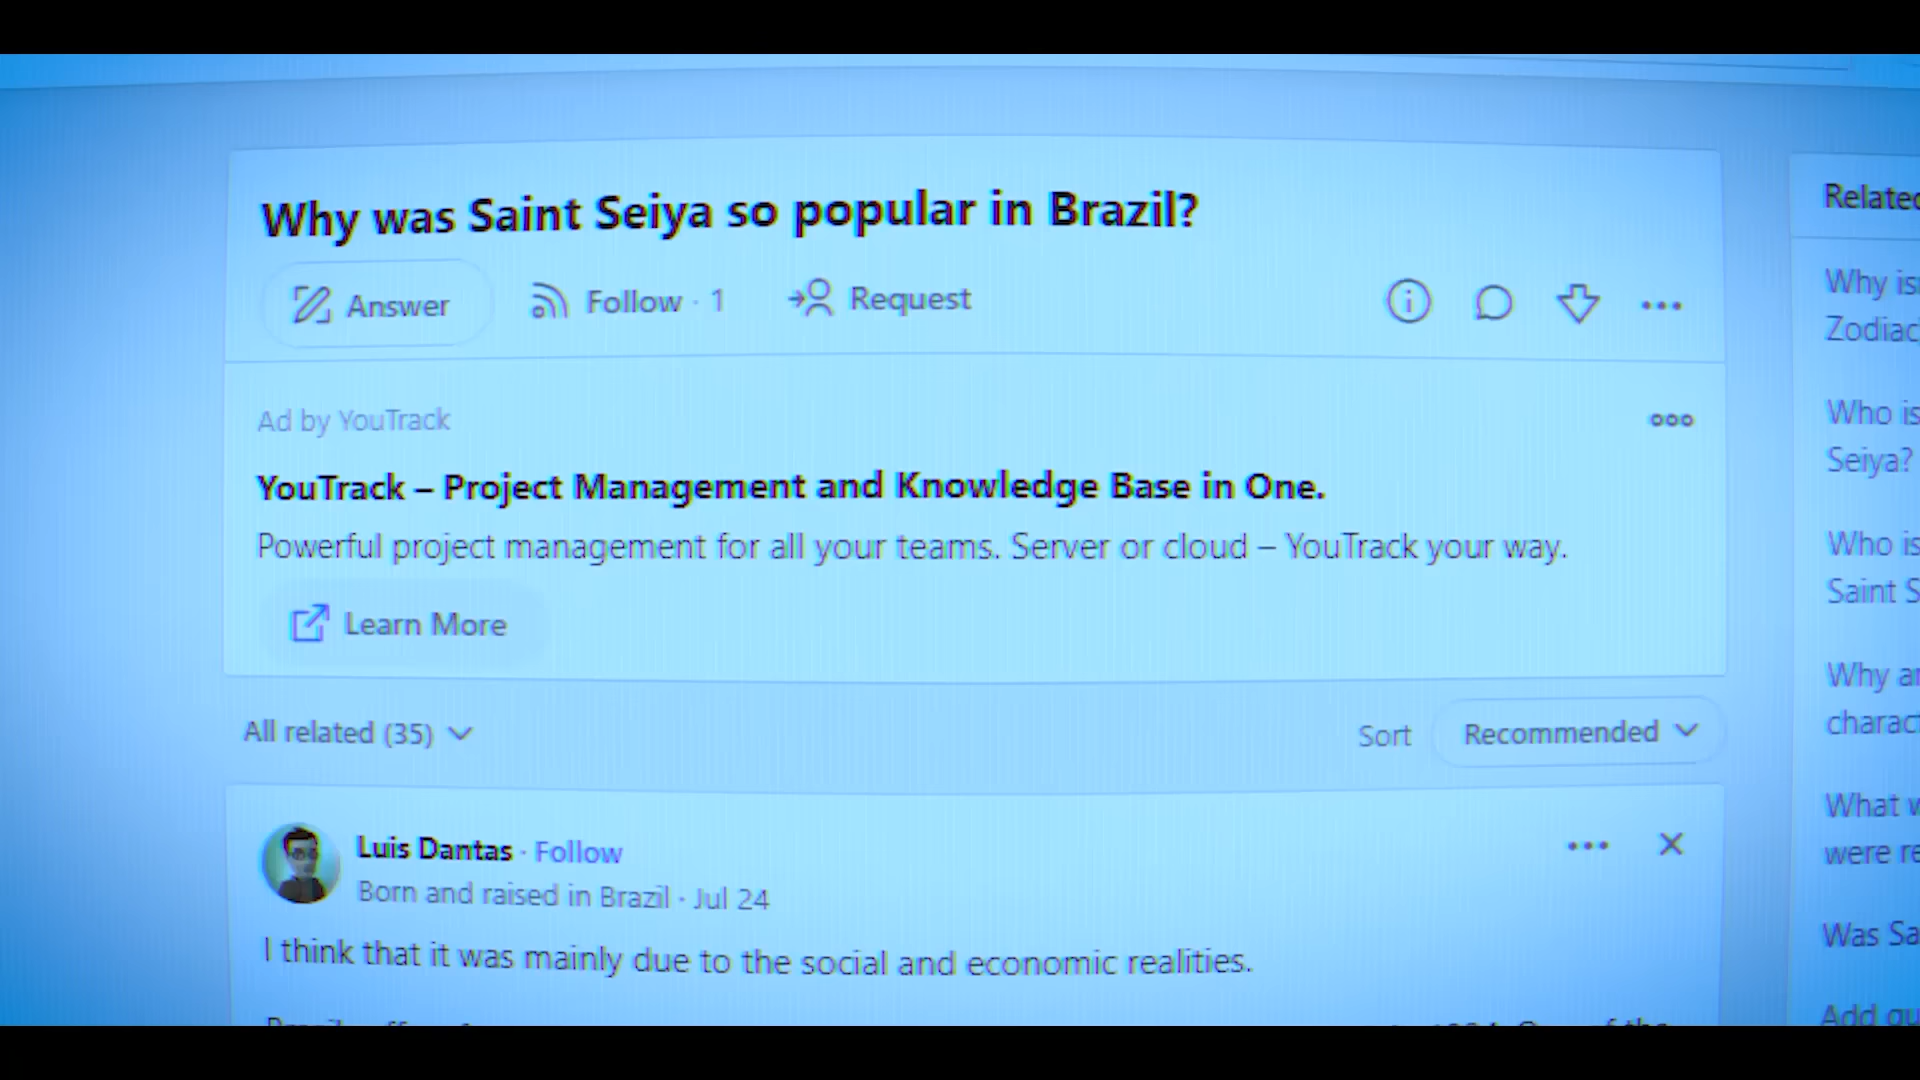 Why was Saint Seiya so popular in Brazil?
Answer
Follow · 1
Request
Ad by YouTrack
YouTrack – Project Management and Knowledge Base in One.
Powerful project management for all your teams. Server or cloud – YouTrack your way.
Learn More
All related (35)
Sort
Recommended
Luis Dantas · Follow
Born and raised in Brazil · Jul 24
I think that it was mainly due to the social and economic realities.
Related
Why is
Zodiac
Who is
Seiya?
Who is
Saint S
Why ar
charact
What w
were re
Was Sa
Add qu